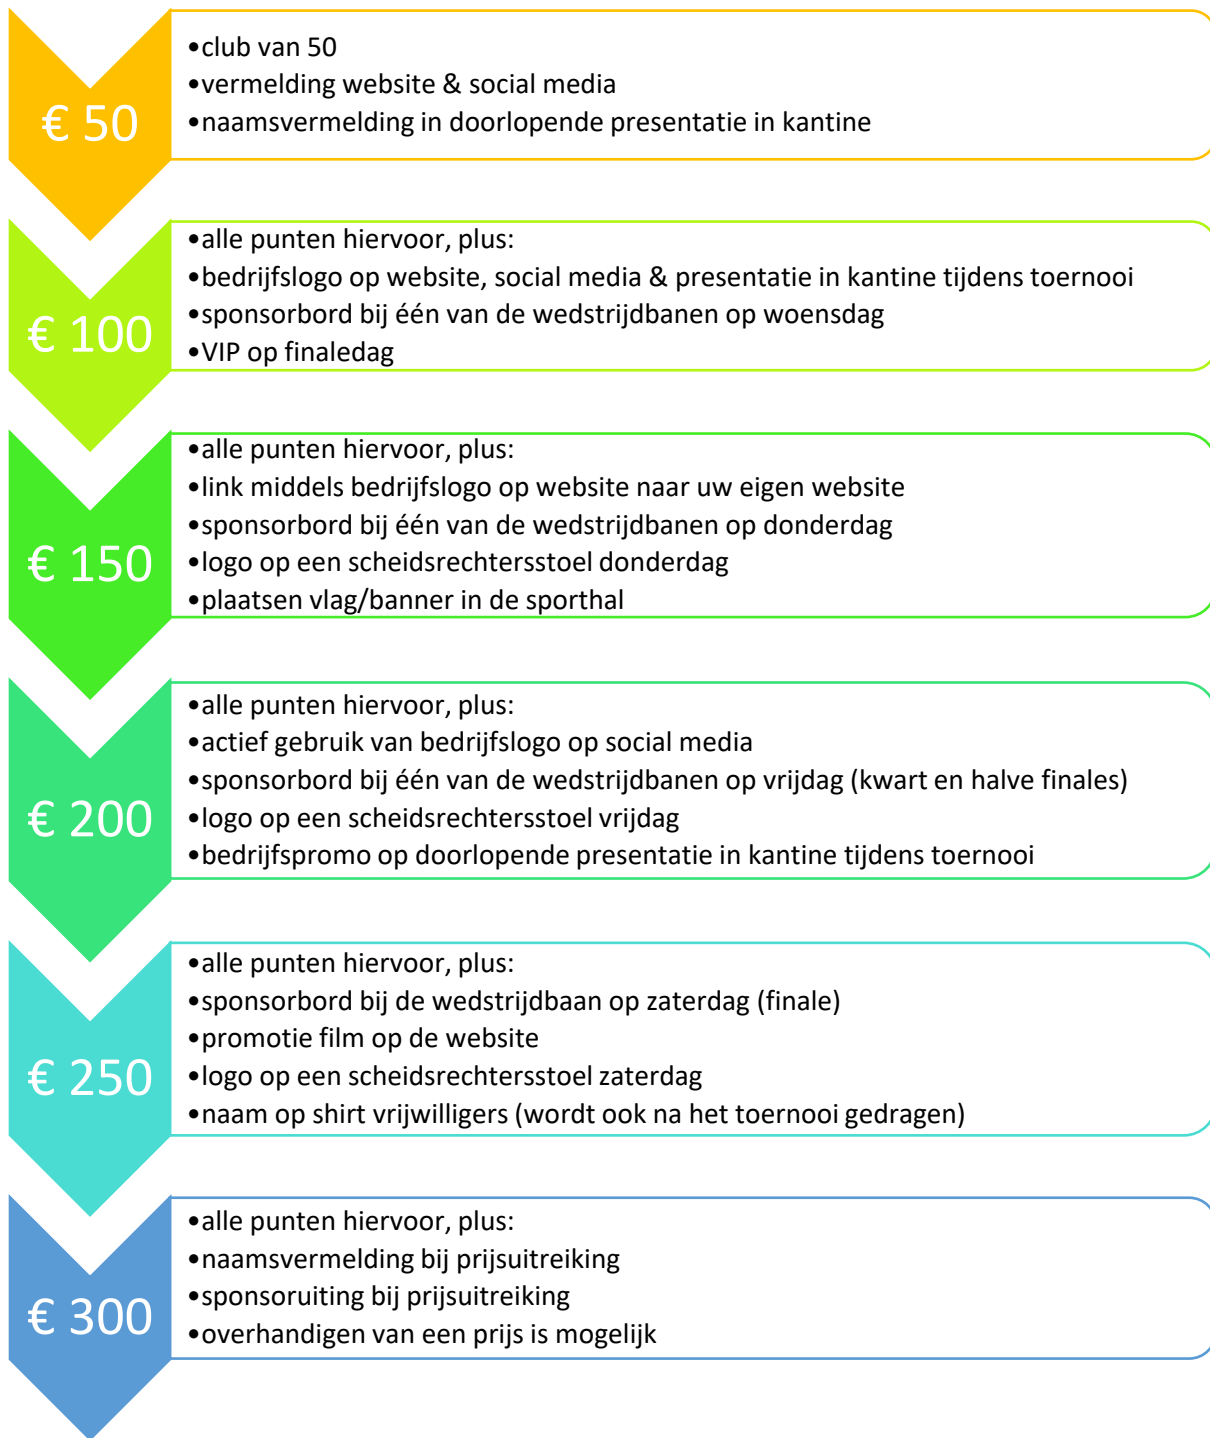 € 50
•club van 50
•vermelding website & social media
•naamsvermelding in doorlopende presentatie in kantine
€ 100
•alle punten hiervoor, plus:
•bedrijfslogo op website, social media & presentatie in kantine tijdens toernooi
•sponsorbord bij één van de wedstrijdbanen op woensdag
•VIP op finaledag
€ 150
•alle punten hiervoor, plus:
•link middels bedrijfslogo op website naar uw eigen website
•sponsorbord bij één van de wedstrijdbanen op donderdag
•logo op een scheidsrechtersstoel donderdag
•plaatsen vlag/banner in de sporthal
€ 200
•alle punten hiervoor, plus:
•actief gebruik van bedrijfslogo op social media
•sponsorbord bij één van de wedstrijdbanen op vrijdag (kwart en halve finales)
•logo op een scheidsrechtersstoel vrijdag
•bedrijfspromo op doorlopende presentatie in kantine tijdens toernooi
€ 250
•alle punten hiervoor, plus:
•sponsorbord bij de wedstrijdbaan op zaterdag (finale)
•promotie film op de website
•logo op een scheidsrechtersstoel zaterdag
•naam op shirt vrijwilligers (wordt ook na het toernooi gedragen)
€ 300
•alle punten hiervoor, plus:
•naamsvermelding bij prijsuitreiking
•sponsoruiting bij prijsuitreiking
•overhandigen van een prijs is mogelijk